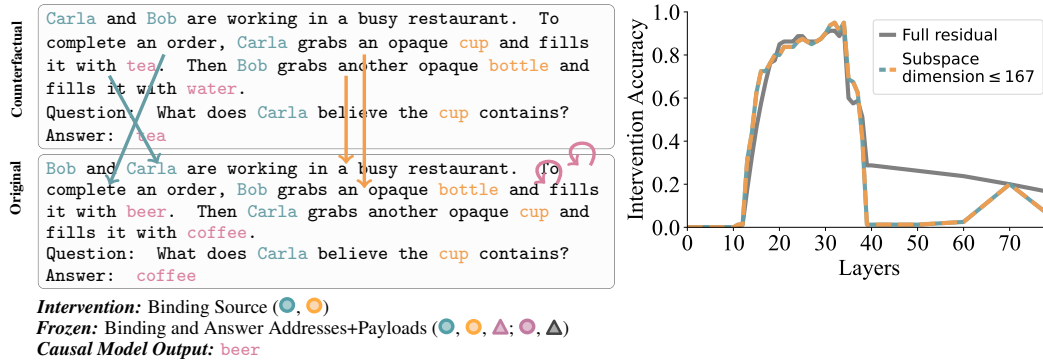 Counterfactual
Carla and Bob are working in a busy restaurant. To
complete an order, Carla grabs an opaque cup and fills
it with tea. Then Bob grabs another opaque bottle and
fills it with water.
Question: What does Carla believe the cup contains?
Answer: tea
Original
Bob and Carla are working in a busy restaurant. To
complete an order, Bob grabs an opaque bottle and fills
it with beer. Then Carla grabs another opaque cup and
fills it with coffee.
Question: What does Carla believe the cup contains?
Answer: coffee
Intervention: Binding Source (, )
Frozen: Binding and Answer Addresses+Payloads (, , ; , )
Causal Model Output: beer
Intervention Accuracy
1.0
0.8
0.6
0.4
0.2
0.0
0 10 20 30 40 50 60 70
Layers
Full residual
Subspace
dimension ≤ 167